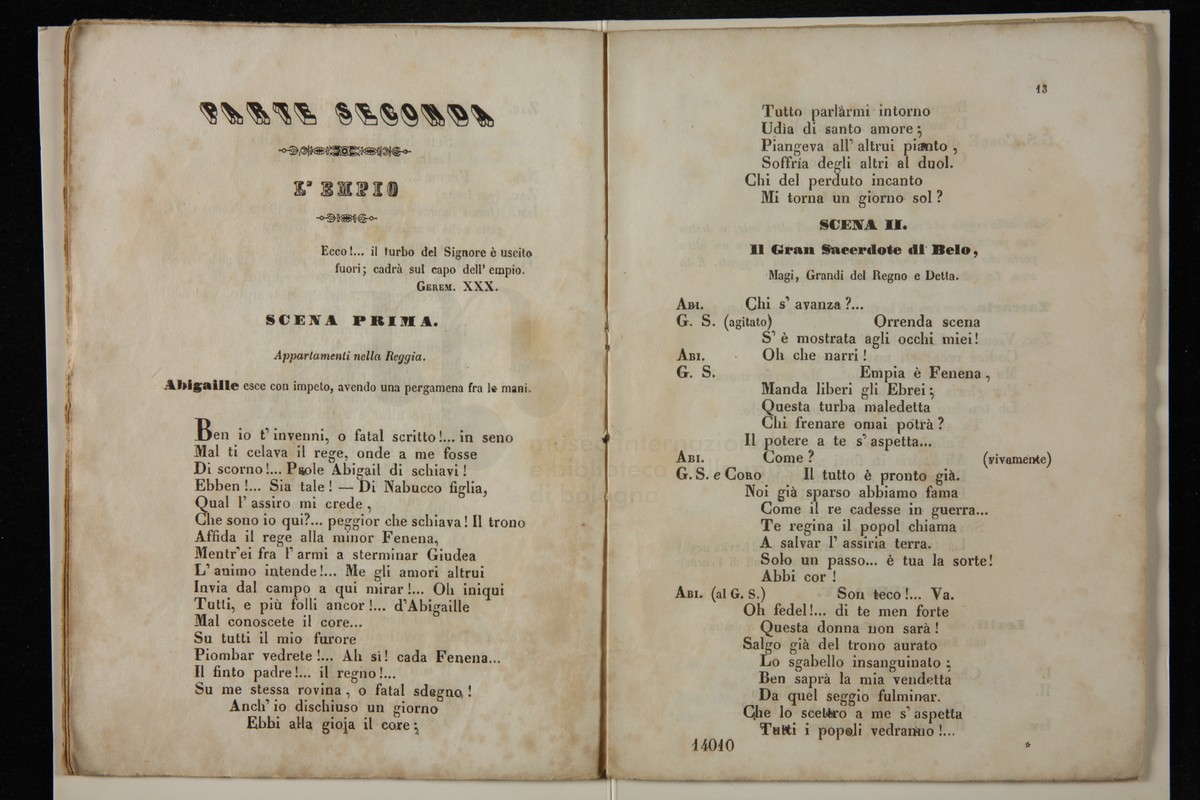 PARTE SECONDA
L' EMPIO
Ecco!... il turbo del Signore è uscito
fuori; cadrà sul capo dell' empio.
GEREM. XXX.
SCENA PRIMA.
Appartamenti nella Reggia.
Abigaille esce con impeto, avendo una pergamena fra le mani.
Ben io t' invenni, o fatal scritto!... in seno
Mal ti celava il rege, onde a me fosse
Di scorno!... Prole Abigail di schiavi!
Ebben!... Sia tale! — Di Nabucco figlia,
Qual l' assiro mi crede,
Che sono io qui?... peggior che schiava! Il trono
Affida il rege alla minor Fenena,
Mentr'ei fra l' armi a sterminar Giudea
L' animo intende!... Me gli amori altrui
Invia dal campo a qui mirar!... Oh iniqui
Tutti, e più folli ancor!... d'Abigaille
Mal conoscete il core...
Su tutti il mio furore
Piombar vedrete!... Ah sì! cada Fenena...
Il finto padre!... il regno!...
Su me stessa rovina, o fatal sdegno!
Anch' io dischiuso un giorno
Ebbi alla gioja il core;
13
Tutto parlarmi intorno
Udìa di santo amore;
Piangeva all' altrui pianto,
Soffrìa degli altri al duol.
Chi del perduto incanto
Mi torna un giorno sol?
SCENA II.
Il Gran Sacerdote di Belo,
Magi, Grandi del Regno e Detta.
ABI. Chi s' avanza?...
G. S. (agitato) Orrenda scena
S' è mostrata agli occhi miei!
ABI. Oh che narri!
G. S. Empia è Fenena,
Manda liberi gli Ebrei;
Questa turba maledetta
Chi frenare omai potrà?
Il potere a te s' aspetta...
ABI. Come? (vivamente)
G. S. e CORO Il tutto è pronto già.
Noi già sparso abbiamo fama
Come il re cadesse in guerra...
Te regina il popol chiama
A salvar l' assiria terra.
Solo un passo... è tua la sorte!
Abbi cor!
ABI. (al G. S.) Son teco!... Va.
Oh fedel!... di te men forte
Questa donna non sarà!
Salgo già del trono aurato
Lo sgabello insanguinato;
Ben saprà la mia vendetta
Da quel seggio fulminar.
Che lo scettro a me s' aspetta
Tutti i popoli vedranno!...
14010 *